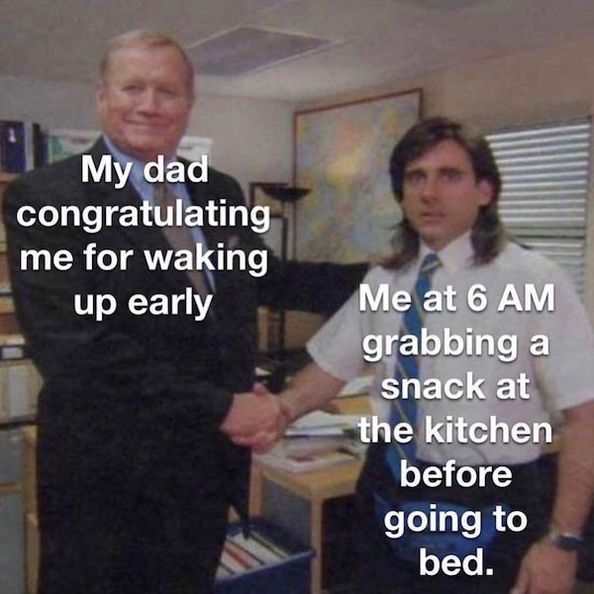 My dad
congratulating
me for waking
up early
Me at 6 AM
grabbing a
snack at
the kitchen
before
going to
bed.